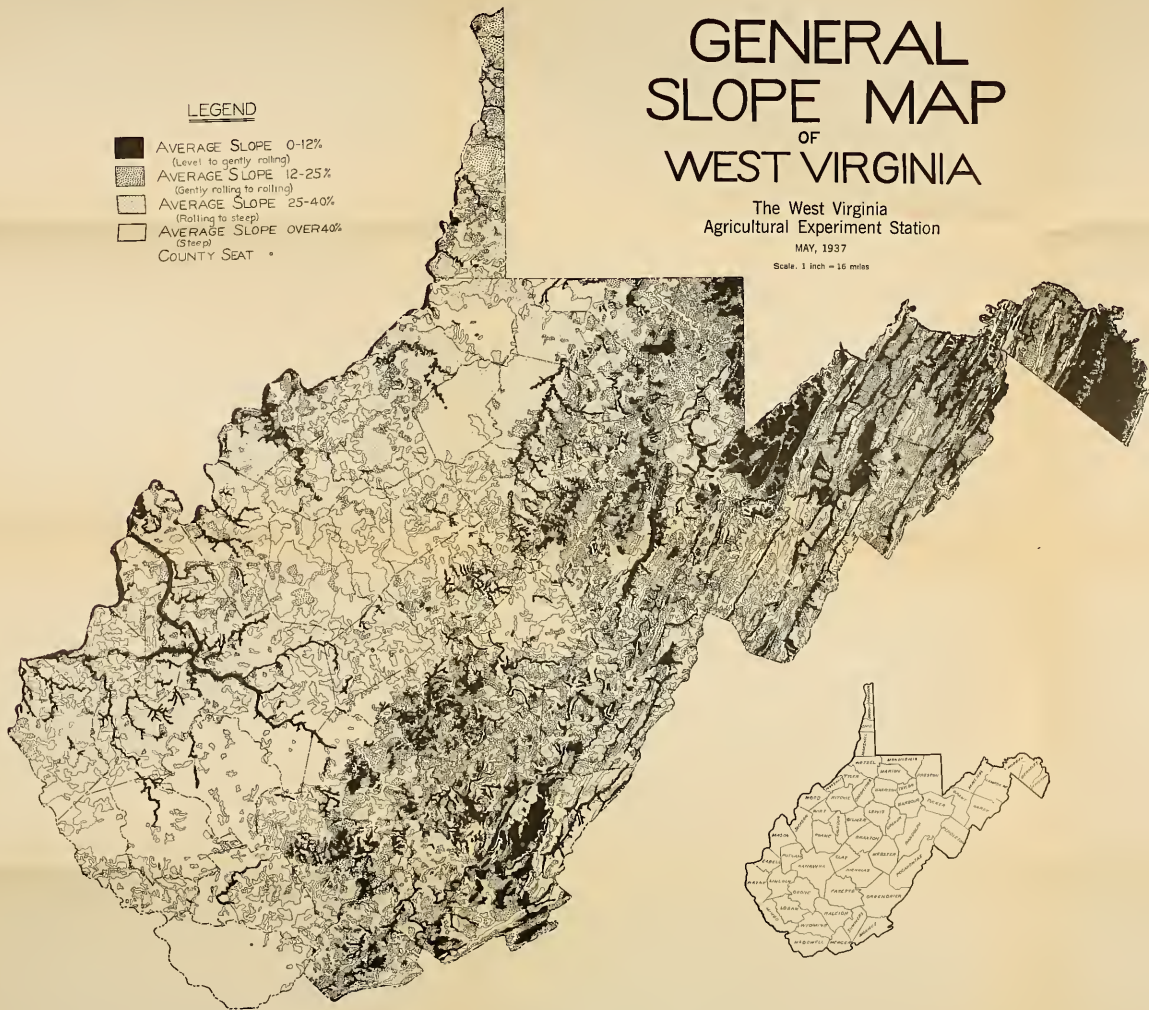 GENERAL
SLOPE MAP
OF
WEST VIRGINIA
The West Virginia
Agricultural Experiment Station
MAY, 1937
Scale. 1 inch = 16 miles
LEGEND
AVERAGE SLOPE 0-12%
(Level to gently rolling)
AVERAGE SLOPE 12-25%
(Gently rolling to rolling)
AVERAGE SLOPE 25-40%
(Rolling to steep)
AVERAGE SLOPE OVER 40%
(Steep)
COUNTY SEAT
WETZEL
MONONGALIA
MARION
PRESTON
TYLER
HARRISON
TAYLOR
WOOD
RITCHIE
BARBOUR
TUCKER
HARDY
LEWIS
GILMER
MASON
ROANE
BRAXTON
PUTNAM
CLAY
WEBSTER
CABELL
KANAWHA
NICHOLAS
POCAHONTAS
WAYNE
LINCOLN
BOONE
FAYETTE
GREENBRIER
LOGAN
RALEIGH
WYOMING
McDOWELL
MERCER